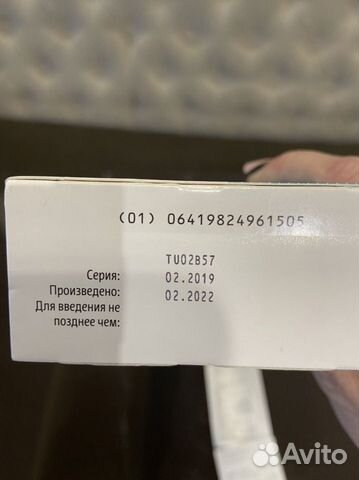 (01) 06419824961505
TU02B57
Серия: 02.2019
Произведено: 02.2022
Для введения не
позднее чем:
Avito